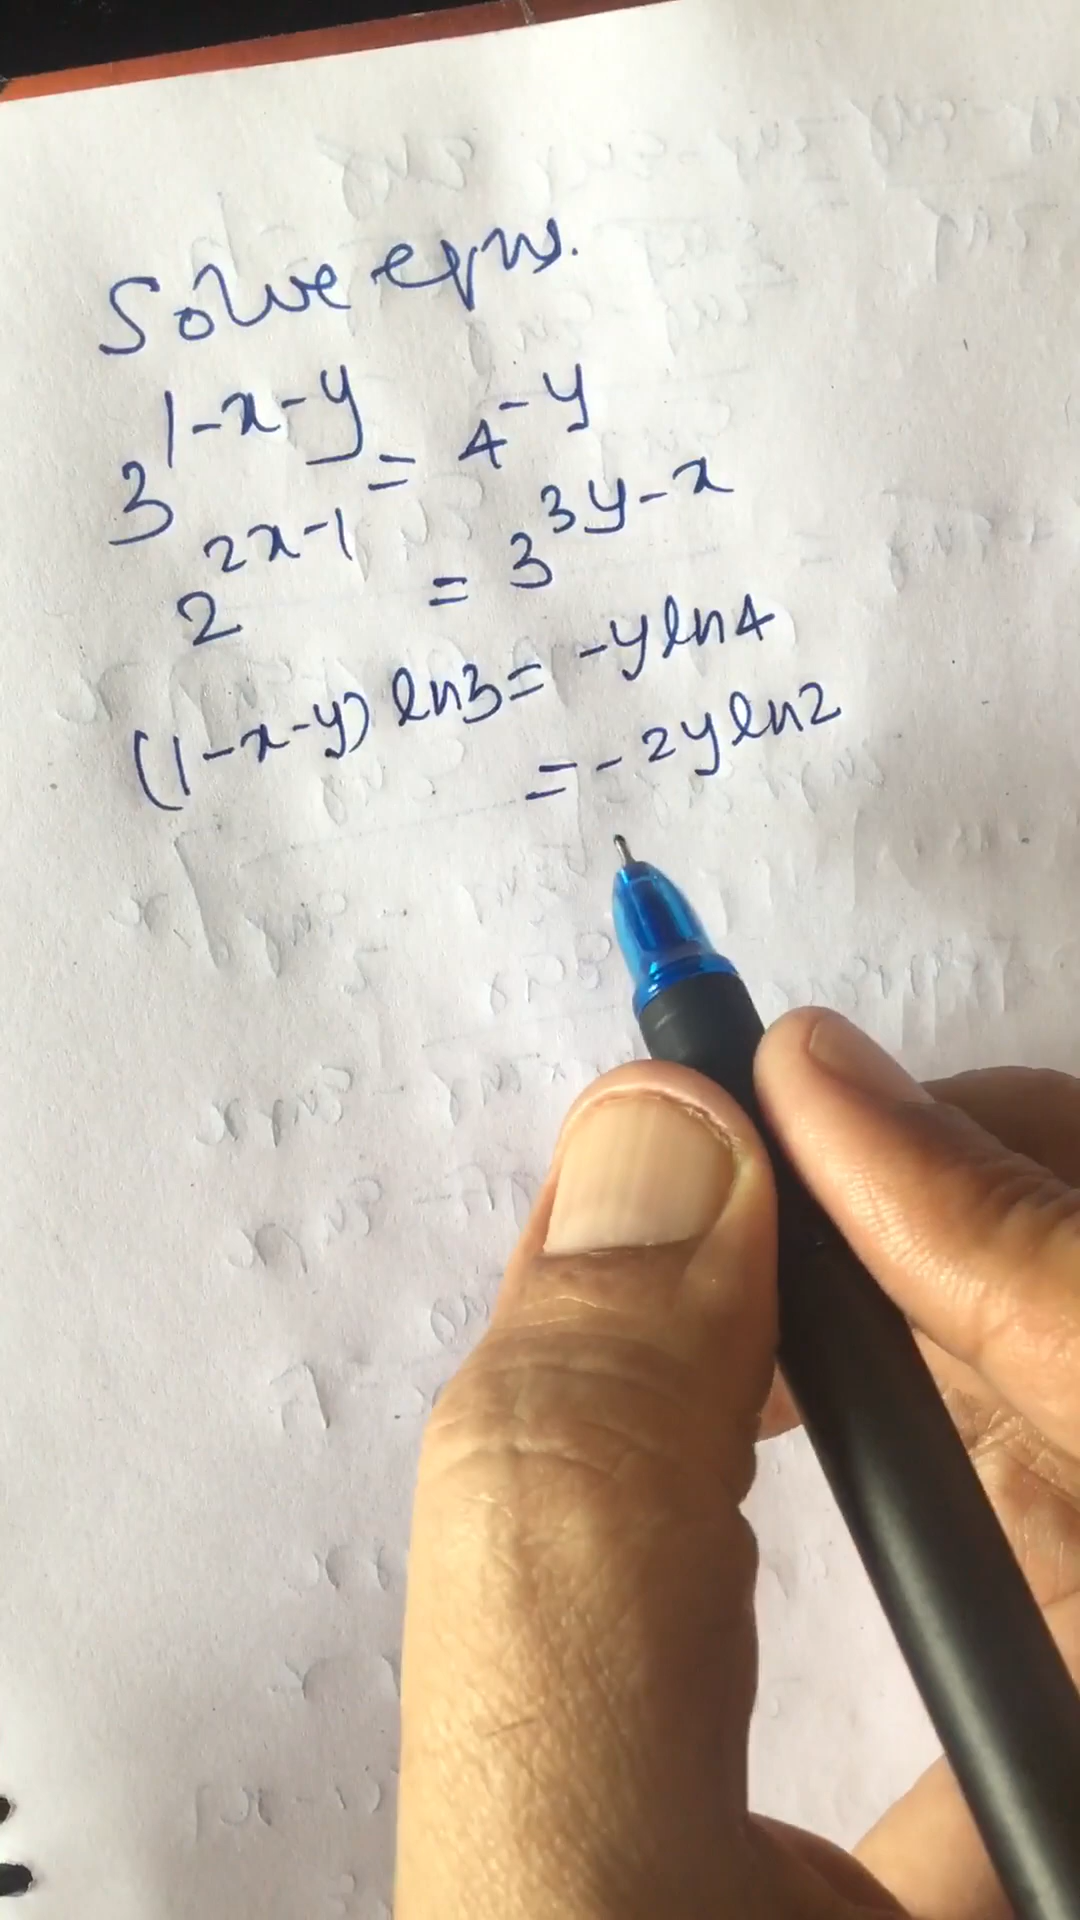 Solve eqns.
3^{1-x-y} = 4^{-y}
2^{2x-1} = 3^{3y-x}
(1-x-y) ln3 = -y ln4
= -2y ln2